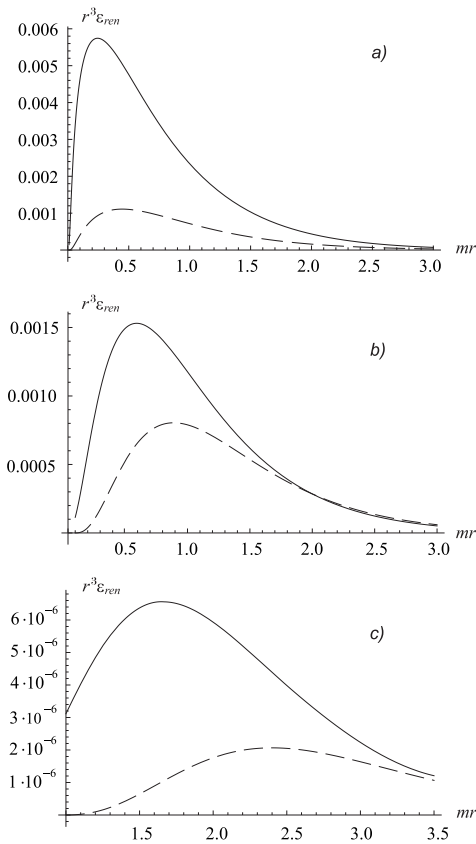 r³ε_ren
0.006
a)
0.005
0.004
0.003
0.002
0.001
0.5 1.0 1.5 2.0 2.5 3.0 mr
r³ε_ren
0.0015
b)
0.0010
0.0005
0.5 1.0 1.5 2.0 2.5 3.0 mr
r³ε_ren
6·10⁻⁶
c)
5·10⁻⁶
4·10⁻⁶
3·10⁻⁶
2·10⁻⁶
1·10⁻⁶
1.5 2.0 2.5 3.0 3.5 mr